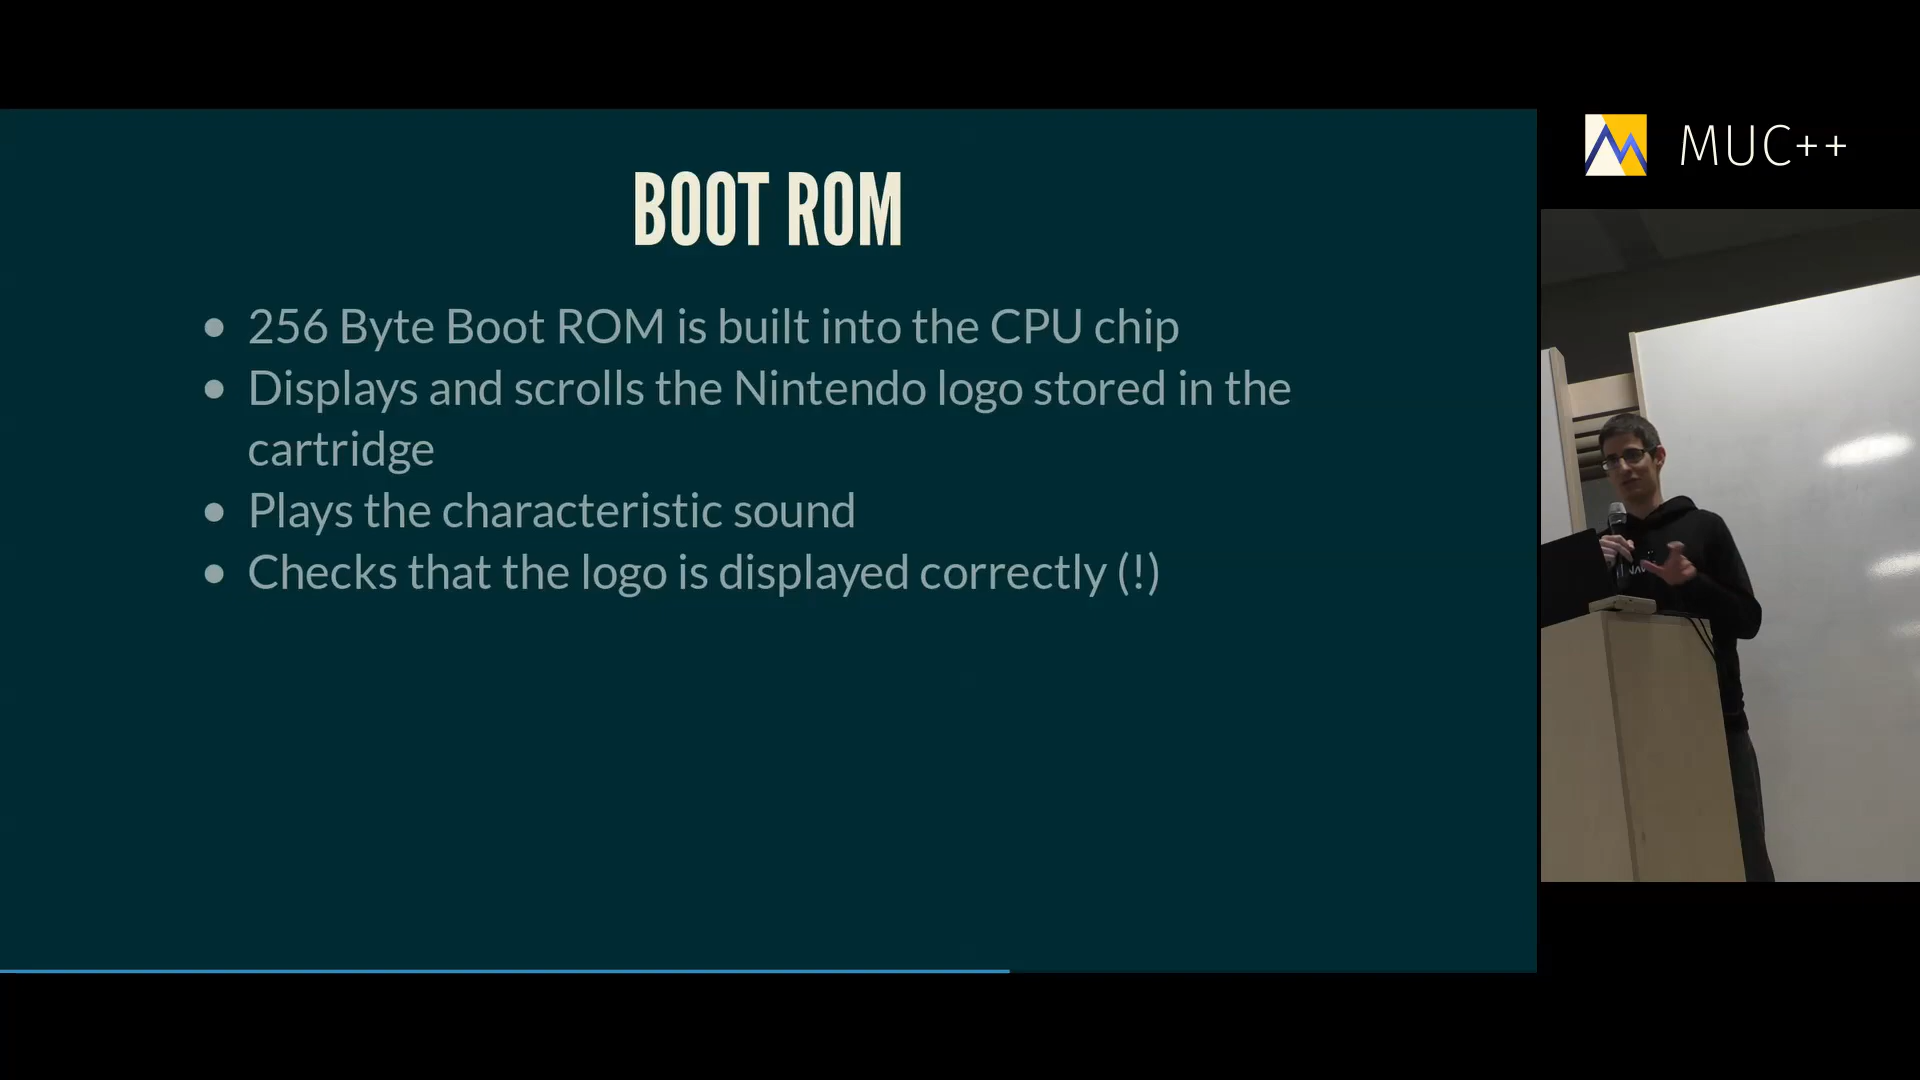 BOOT ROM
MUC++
• 256 Byte Boot ROM is built into the CPU chip
• Displays and scrolls the Nintendo logo stored in the
cartridge
• Plays the characteristic sound
• Checks that the logo is displayed correctly (!)